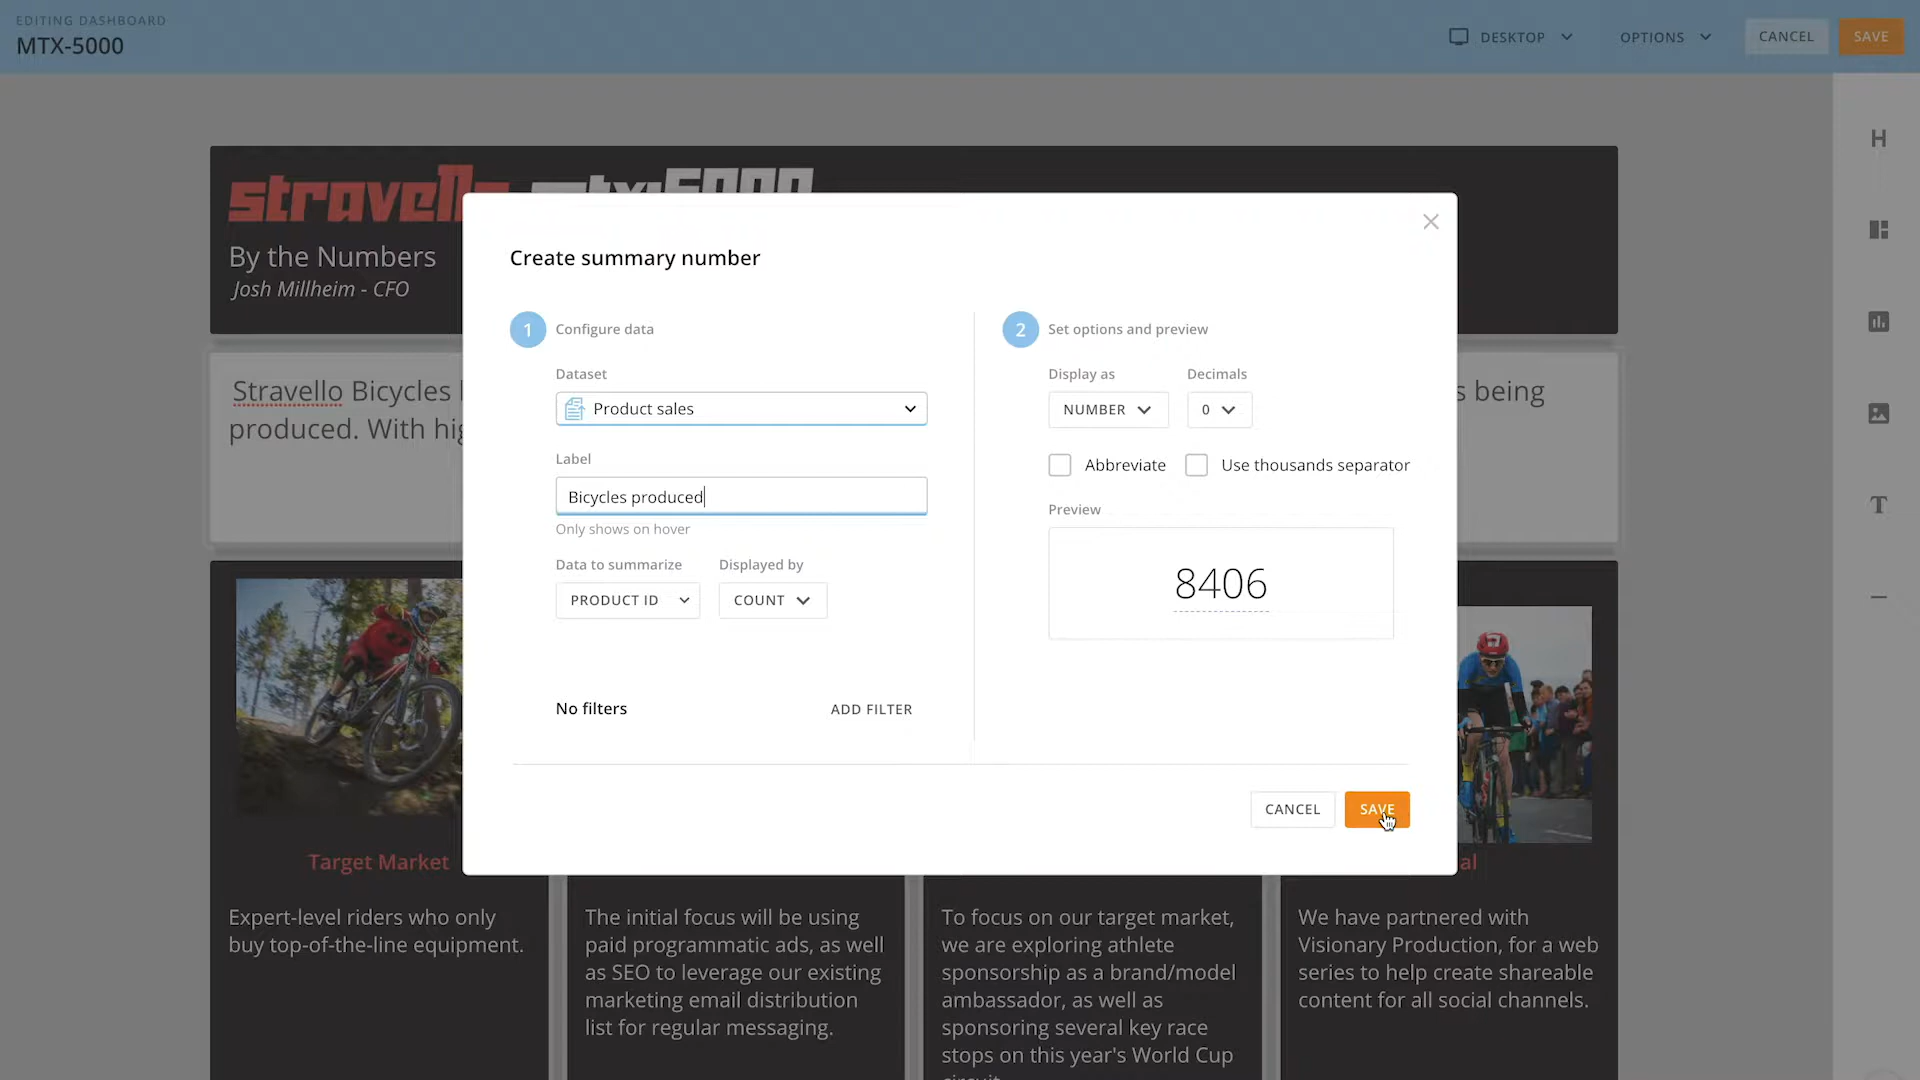 EDITING DASHBOARD
MTX-5000
DESKTOP
OPTIONS
CANCEL
SAVE
H
stravello mtx-5000
By the Numbers
Josh Millheim - CFO
Stravello Bicycles
s being
produced. With hig
T
Create summary number
1 Configure data
Dataset
Product sales
Label
Bicycles produced
Only shows on hover
Data to summarize
Displayed by
PRODUCT ID
COUNT
No filters
ADD FILTER
2 Set options and preview
Display as
Decimals
NUMBER
0
Abbreviate
Use thousands separator
Preview
8406
CANCEL
SAVE
Target Market
al
Expert-level riders who only
buy top-of-the-line equipment.
The initial focus will be using
paid programmatic ads, as well
as SEO to leverage our existing
marketing email distribution
list for regular messaging.
To focus on our target market,
we are exploring athlete
sponsorship as a brand/model
ambassador, as well as
sponsoring several key race
stops on this year's World Cup
circuit
We have partnered with
Visionary Production, for a web
series to help create shareable
content for all social channels.